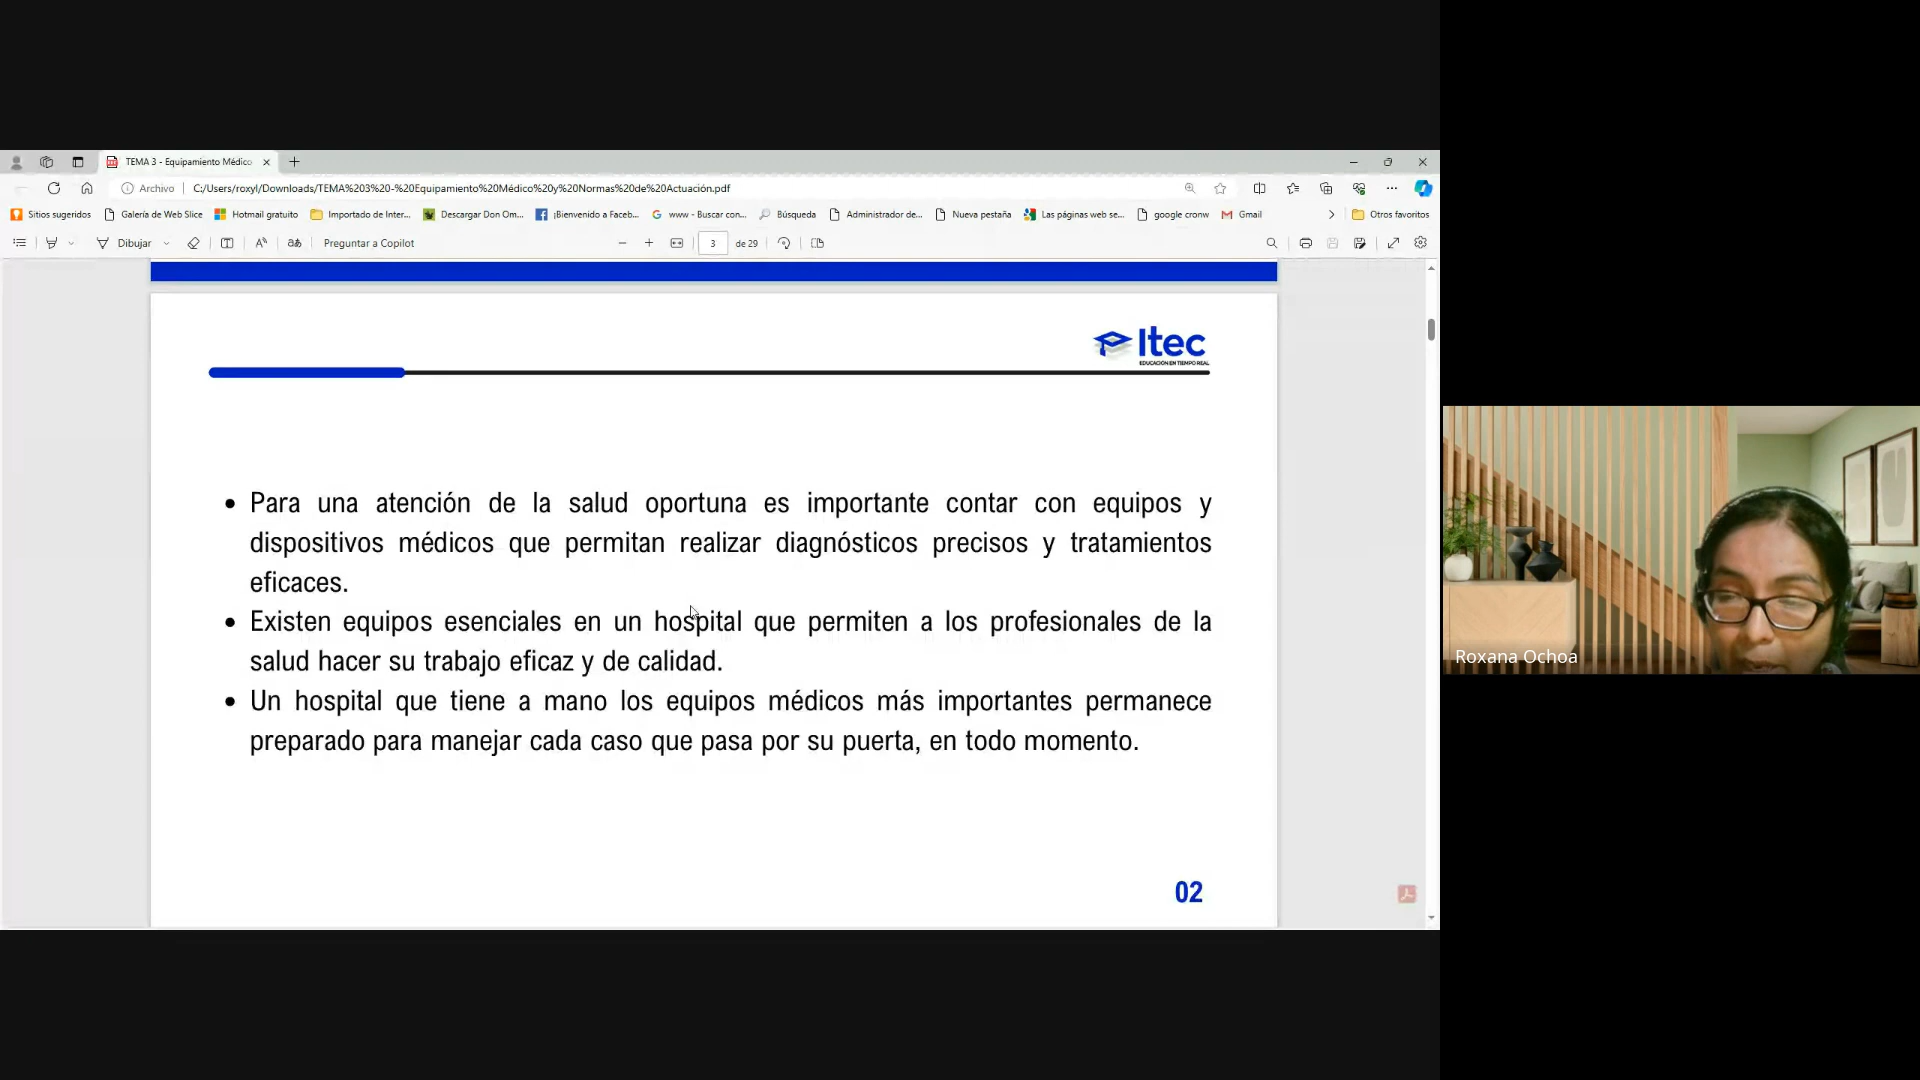 TEMA 3 - Equipamiento Médico
Archivo
C:/Users/roxyl/Downloads/TEMA%203%20-%20Equipamiento%20Médico%20y%20Normas%20de%20Actuación.pdf
Sitios sugeridos
Galería de Web Slice
Hotmail gratuito
Importado de Inter...
Descargar Don Om...
¡Bienvenido a Faceb...
www - Buscar con...
Búsqueda
Administrador de...
Nueva pestaña
Las páginas web se...
google cronw
Gmail
Otros favoritos
Dibujar
Preguntar a Copilot
3
de 29
Itec
EDUCACIÓN EN TIEMPO REAL
• Para una atención de la salud oportuna es importante contar con equipos y
dispositivos médicos que permitan realizar diagnósticos precisos y tratamientos
eficaces.
• Existen equipos esenciales en un hospital que permiten a los profesionales de la
salud hacer su trabajo eficaz y de calidad.
• Un hospital que tiene a mano los equipos médicos más importantes permanece
preparado para manejar cada caso que pasa por su puerta, en todo momento.
02
Roxana Ochoa